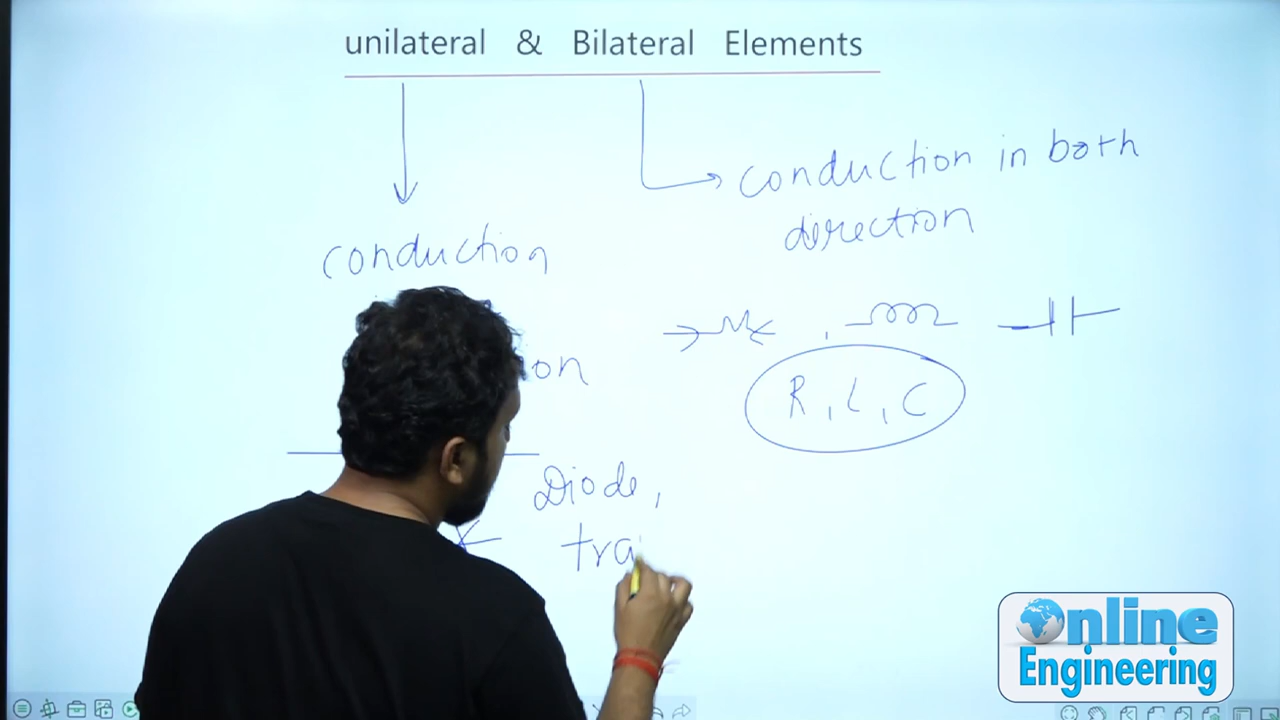 unilateral & Bilateral Elements
conduction in both
direction
conduction
on
R, L, C
Diode,
tra
Online
Engineering